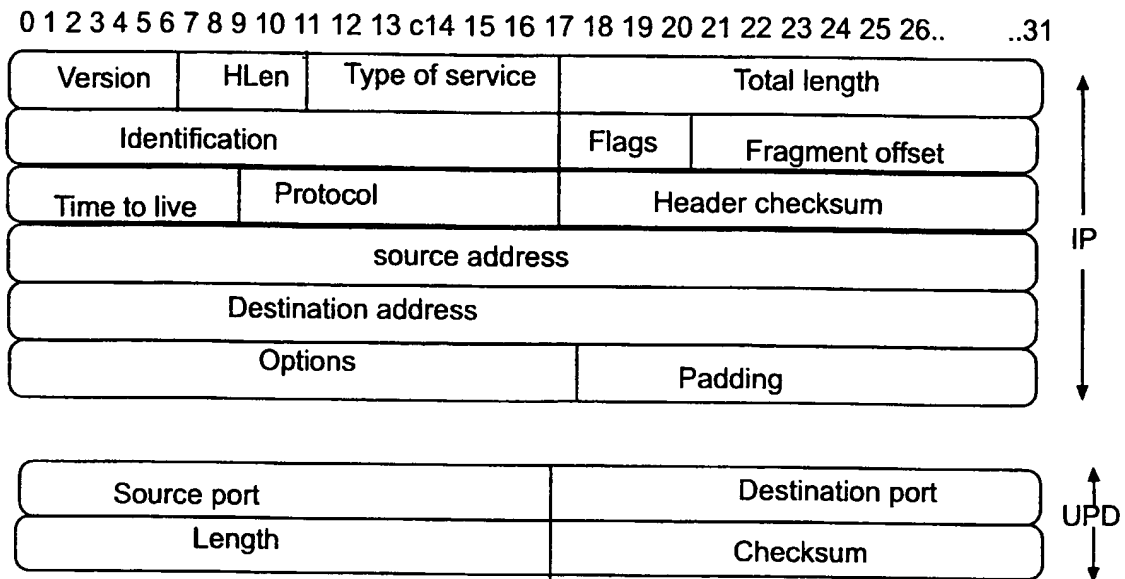 0 1 2 3 4 5 6 7 8 9 10 11 12 13 c14 15 16 17 18 19 20 21 22 23 24 25 26.. ..31
Version HLen Type of service Total length
Identification Flags Fragment offset
Time to live Protocol Header checksum
IP
source address
Destination address
Options Padding
Source port Destination port
UPD
Length Checksum